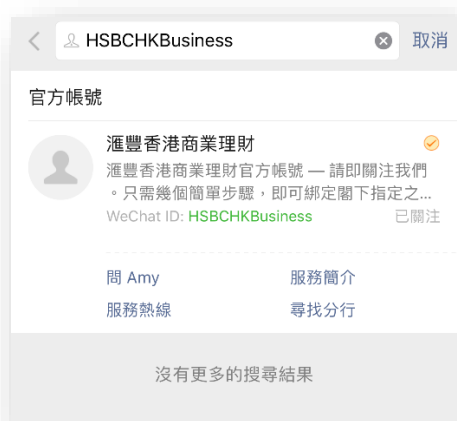 HSBCHKBusiness 取消
官方帳號
滙豐香港商業理財
滙豐香港商業理財官方帳號 — 請即關注我們
。只需幾個簡單步驟，即可綁定閣下指定之...
WeChat ID: HSBCHKBusiness 已關注
問 Amy 服務簡介
服務熱線 尋找分行
沒有更多的搜尋結果